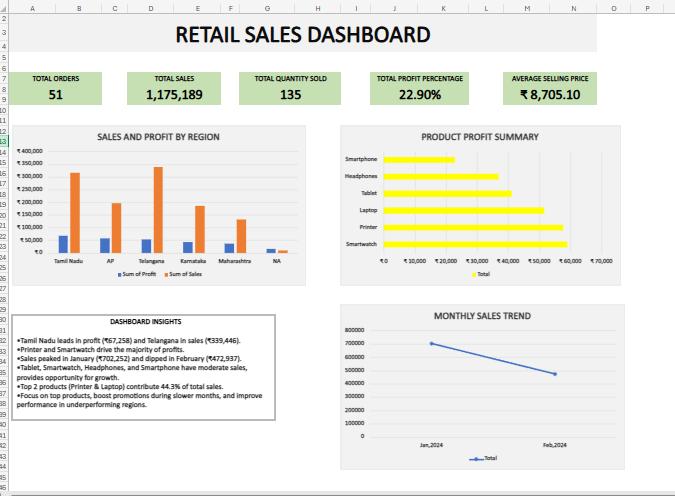 A B C D E F G H I J K L M N O P
RETAIL SALES DASHBOARD
TOTAL ORDERS
51
TOTAL SALES
1,175,189
TOTAL QUANTITY SOLD
135
TOTAL PROFIT PERCENTAGE
22.90%
AVERAGE SELLING PRICE
₹ 8,705.10
SALES AND PROFIT BY REGION
₹ 400,000
₹ 350,000
₹ 300,000
₹ 250,000
₹ 200,000
₹ 150,000
₹ 100,000
₹ 50,000
₹ 0
Tamil Nadu AP Telangana Karnataka Maharashtra NA
Sum of Profit Sum of Sales
PRODUCT PROFIT SUMMARY
Smartphone
Headphones
Tablet
Laptop
Printer
Smartwatch
₹ 0 ₹ 10,000 ₹ 20,000 ₹ 30,000 ₹ 40,000 ₹ 50,000 ₹ 60,000 ₹ 70,000
Total
DASHBOARD INSIGHTS
•Tamil Nadu leads in profit (₹67,258) and Telangana in sales (₹339,446).
•Printer and Smartwatch drive the majority of profits.
•Sales peaked in January (₹702,252) and dipped in February (₹472,937).
•Tablet, Smartwatch, Headphones, and Smartphone have moderate sales,
provides opportunity for growth.
•Top 2 products (Printer & Laptop) contribute 44.3% of total sales.
•Focus on top products, boost promotions during slower months, and improve
performance in underperforming regions.
MONTHLY SALES TREND
800000
700000
600000
500000
400000
300000
200000
100000
0
Jan,2024 Feb,2024
Total